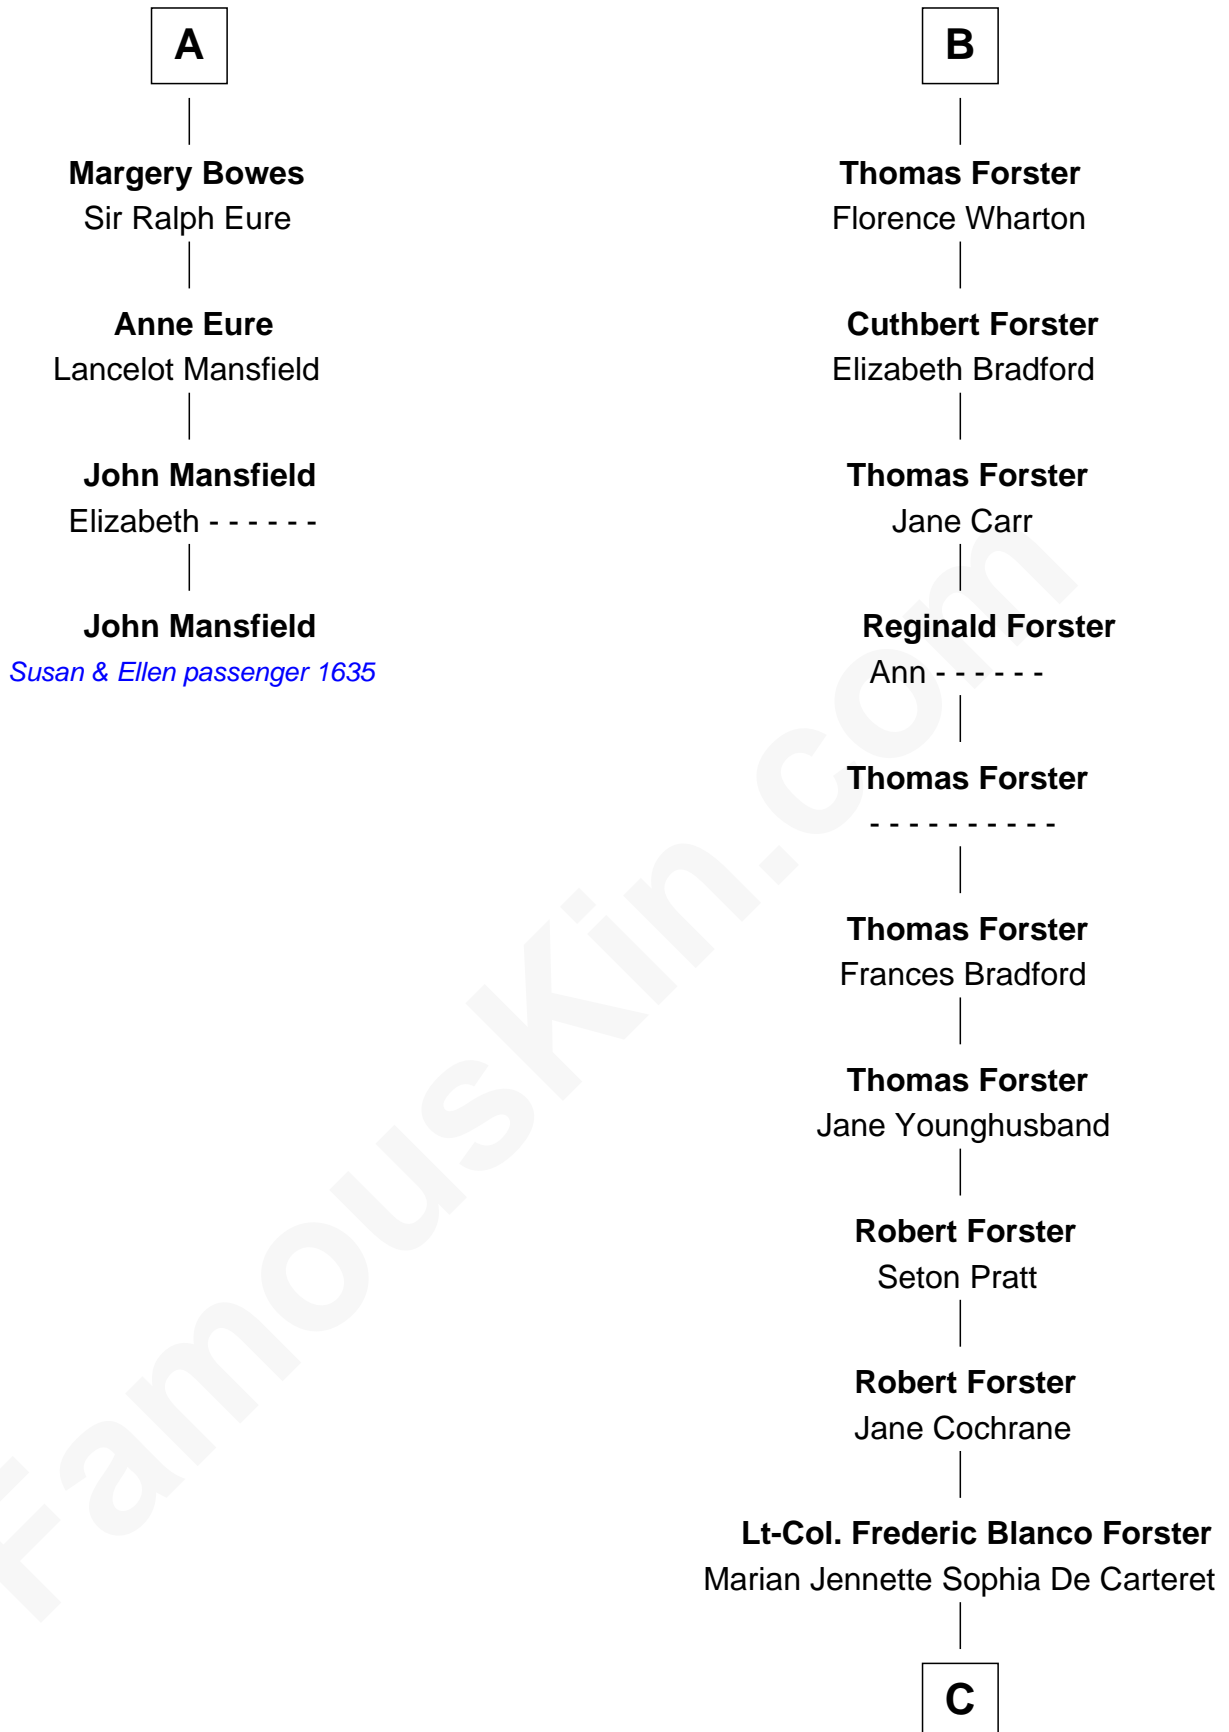 A
Margery Bowes
Sir Ralph Eure
Anne Eure
Lancelot Mansfield
John Mansfield
Elizabeth - - - - - -
John Mansfield
Susan & Ellen passenger 1635
B
Thomas Forster
Florence Wharton
Cuthbert Forster
Elizabeth Bradford
Thomas Forster
Jane Carr
Reginald Forster
Ann - - - - - -
Thomas Forster
- - - - - - - - - -
Thomas Forster
Frances Bradford
Thomas Forster
Jane Younghusband
Robert Forster
Seton Pratt
Robert Forster
Jane Cochrane
Lt-Col. Frederic Blanco Forster
Marian Jennette Sophia De Carteret
C
FamousKin.com